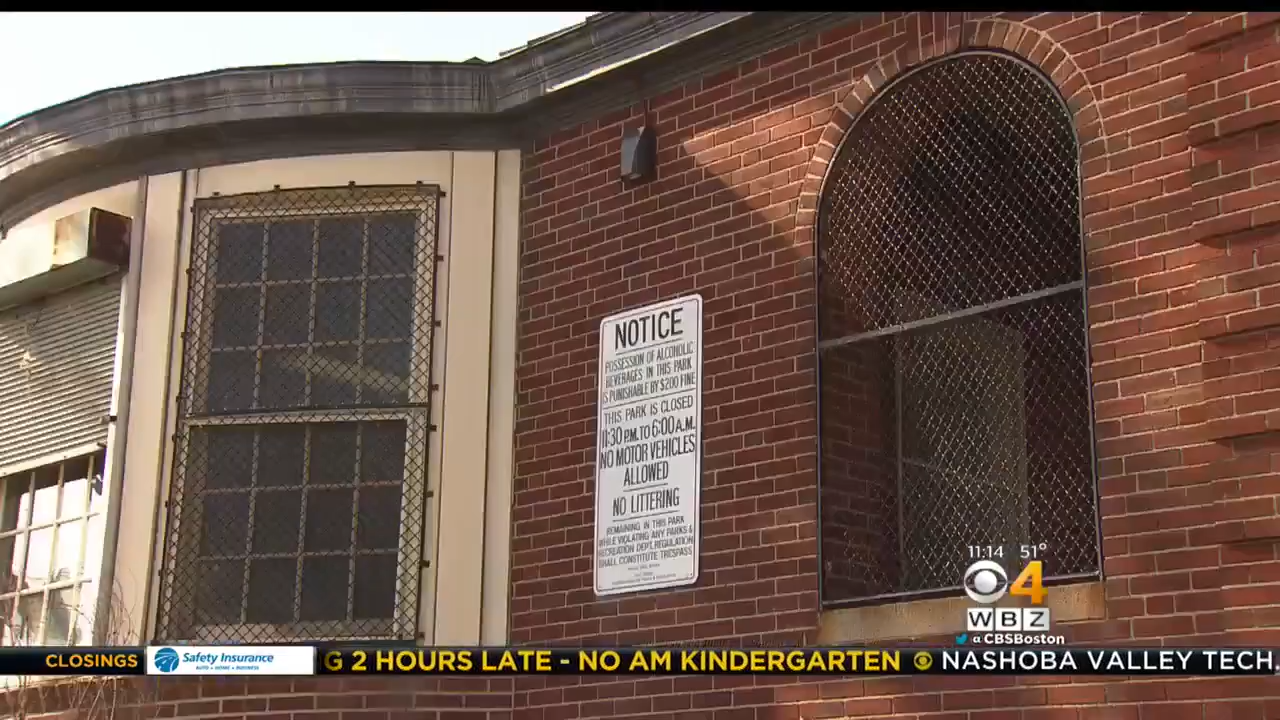 NOTICE
POSSESSION OF ALCOHOLIC
BEVERAGES IN THIS PARK
IS PUNISHABLE BY $200 FINE
THIS PARK IS CLOSED
11:30 P.M. TO 6:00 A.M.
NO MOTOR VEHICLES
ALLOWED
NO LITTERING
REMAINING IN THIS PARK
WHILE VIOLATING ANY PARKS &
RECREATION DEPT. REGULATION
SHALL CONSTITUTE TRESPASS
11:14 51°
4
WBZ
@CBSBoston
CLOSINGS Safety Insurance G 2 HOURS LATE - NO AM KINDERGARTEN NASHOBA VALLEY TECH.
AUTO • HOME • BUSINESS